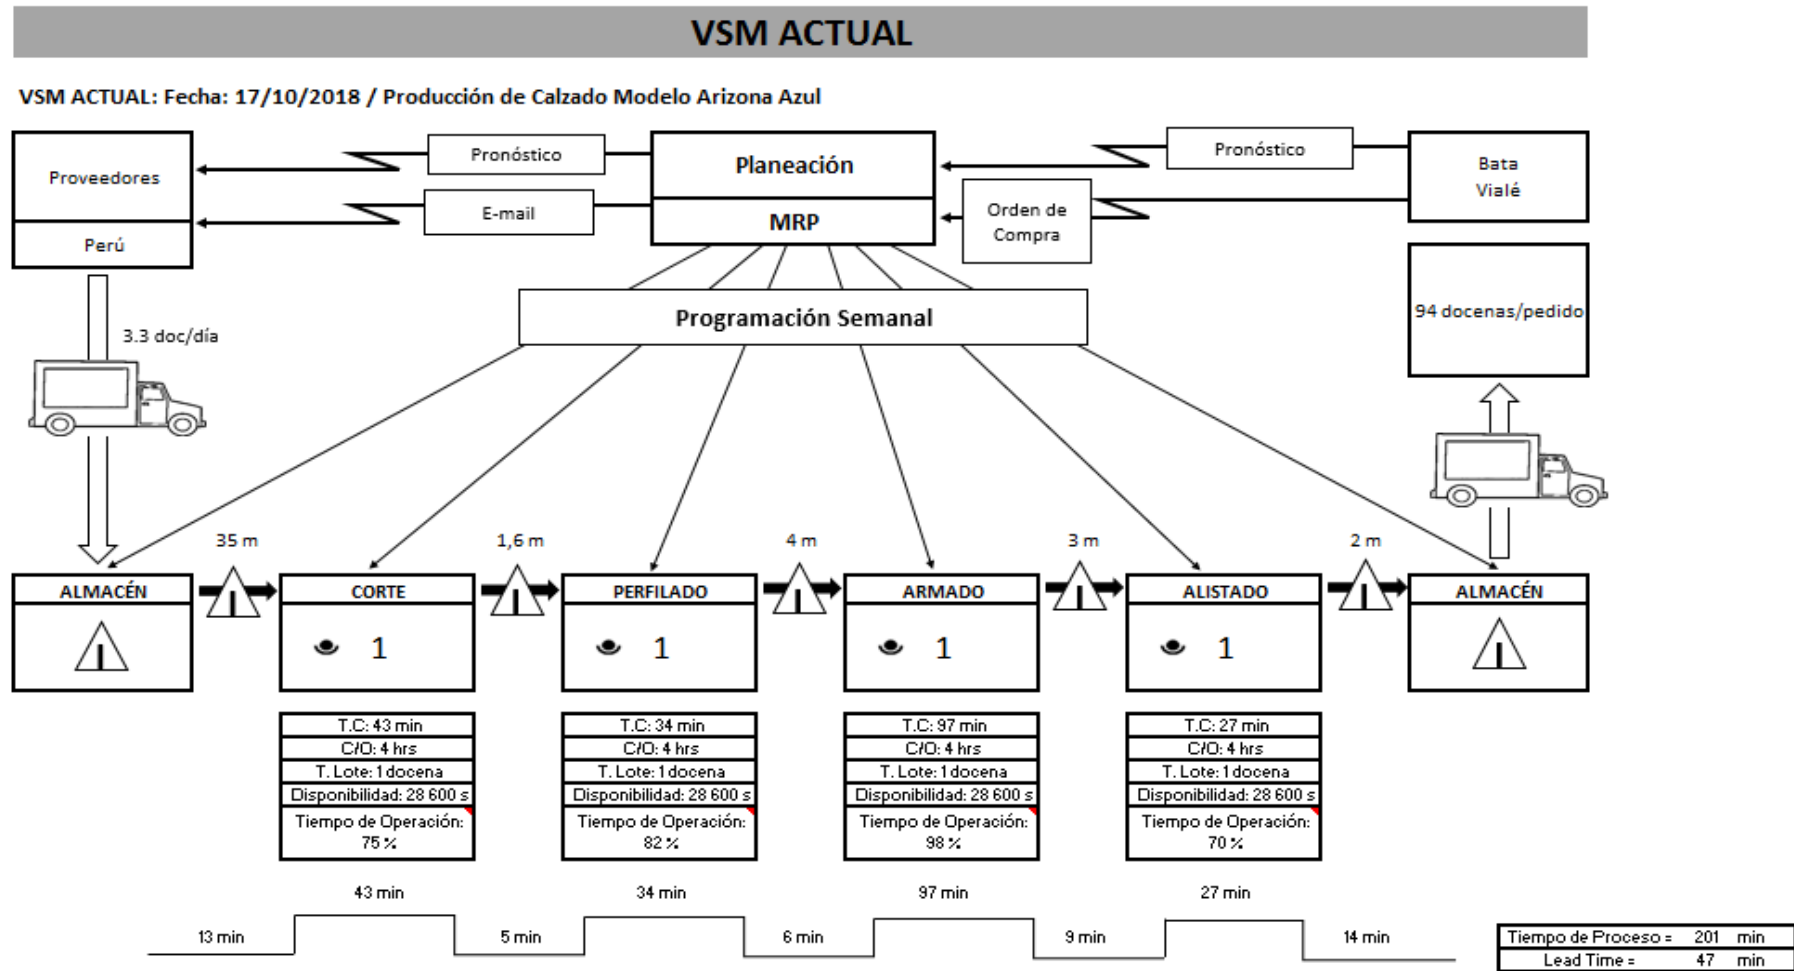 VSM ACTUAL
VSM ACTUAL: Fecha: 17/10/2018 / Producción de Calzado Modelo Arizona Azul
Proveedores
Perú
Pronóstico
E-mail
Planeación
MRP
Pronóstico
Orden de
Compra
Bata
Vialé
94 docenas/pedido
Programación Semanal
3.3 doc/día
35 m
1,6 m
4 m
3 m
2 m
ALMACÉN
CORTE
1
PERFILADO
1
ARMADO
1
ALISTADO
1
ALMACÉN
T.C: 43 min
C/O: 4 hrs
T. Lote: 1 docena
Disponibilidad: 28 600 s
Tiempo de Operación:
75 %
T.C: 34 min
C/O: 4 hrs
T. Lote: 1 docena
Disponibilidad: 28 600 s
Tiempo de Operación:
82 %
T.C: 97 min
C/O: 4 hrs
T. Lote: 1 docena
Disponibilidad: 28 600 s
Tiempo de Operación:
98 %
T.C: 27 min
C/O: 4 hrs
T. Lote: 1 docena
Disponibilidad: 28 600 s
Tiempo de Operación:
70 %
43 min
34 min
97 min
27 min
13 min
5 min
6 min
9 min
14 min
Tiempo de Proceso = 201 min
Lead Time = 47 min